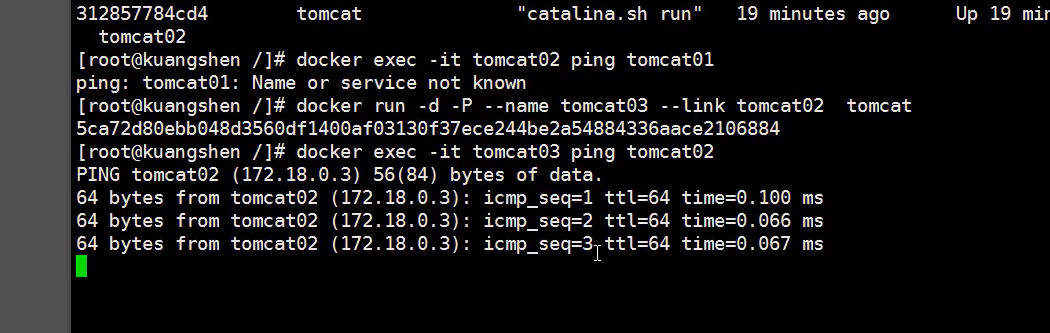 312857784cd4        tomcat              "catalina.sh run"   19 minutes ago      Up 19 min
  tomcat02
[root@kuangshen /]# docker exec -it tomcat02 ping tomcat01
ping: tomcat01: Name or service not known
[root@kuangshen /]# docker run -d -P --name tomcat03 --link tomcat02  tomcat
5ca72d80ebb048d3560df1400af03130f37ece244be2a54884336aace2106884
[root@kuangshen /]# docker exec -it tomcat03 ping tomcat02
PING tomcat02 (172.18.0.3) 56(84) bytes of data.
64 bytes from tomcat02 (172.18.0.3): icmp_seq=1 ttl=64 time=0.100 ms
64 bytes from tomcat02 (172.18.0.3): icmp_seq=2 ttl=64 time=0.066 ms
64 bytes from tomcat02 (172.18.0.3): icmp_seq=3 ttl=64 time=0.067 ms